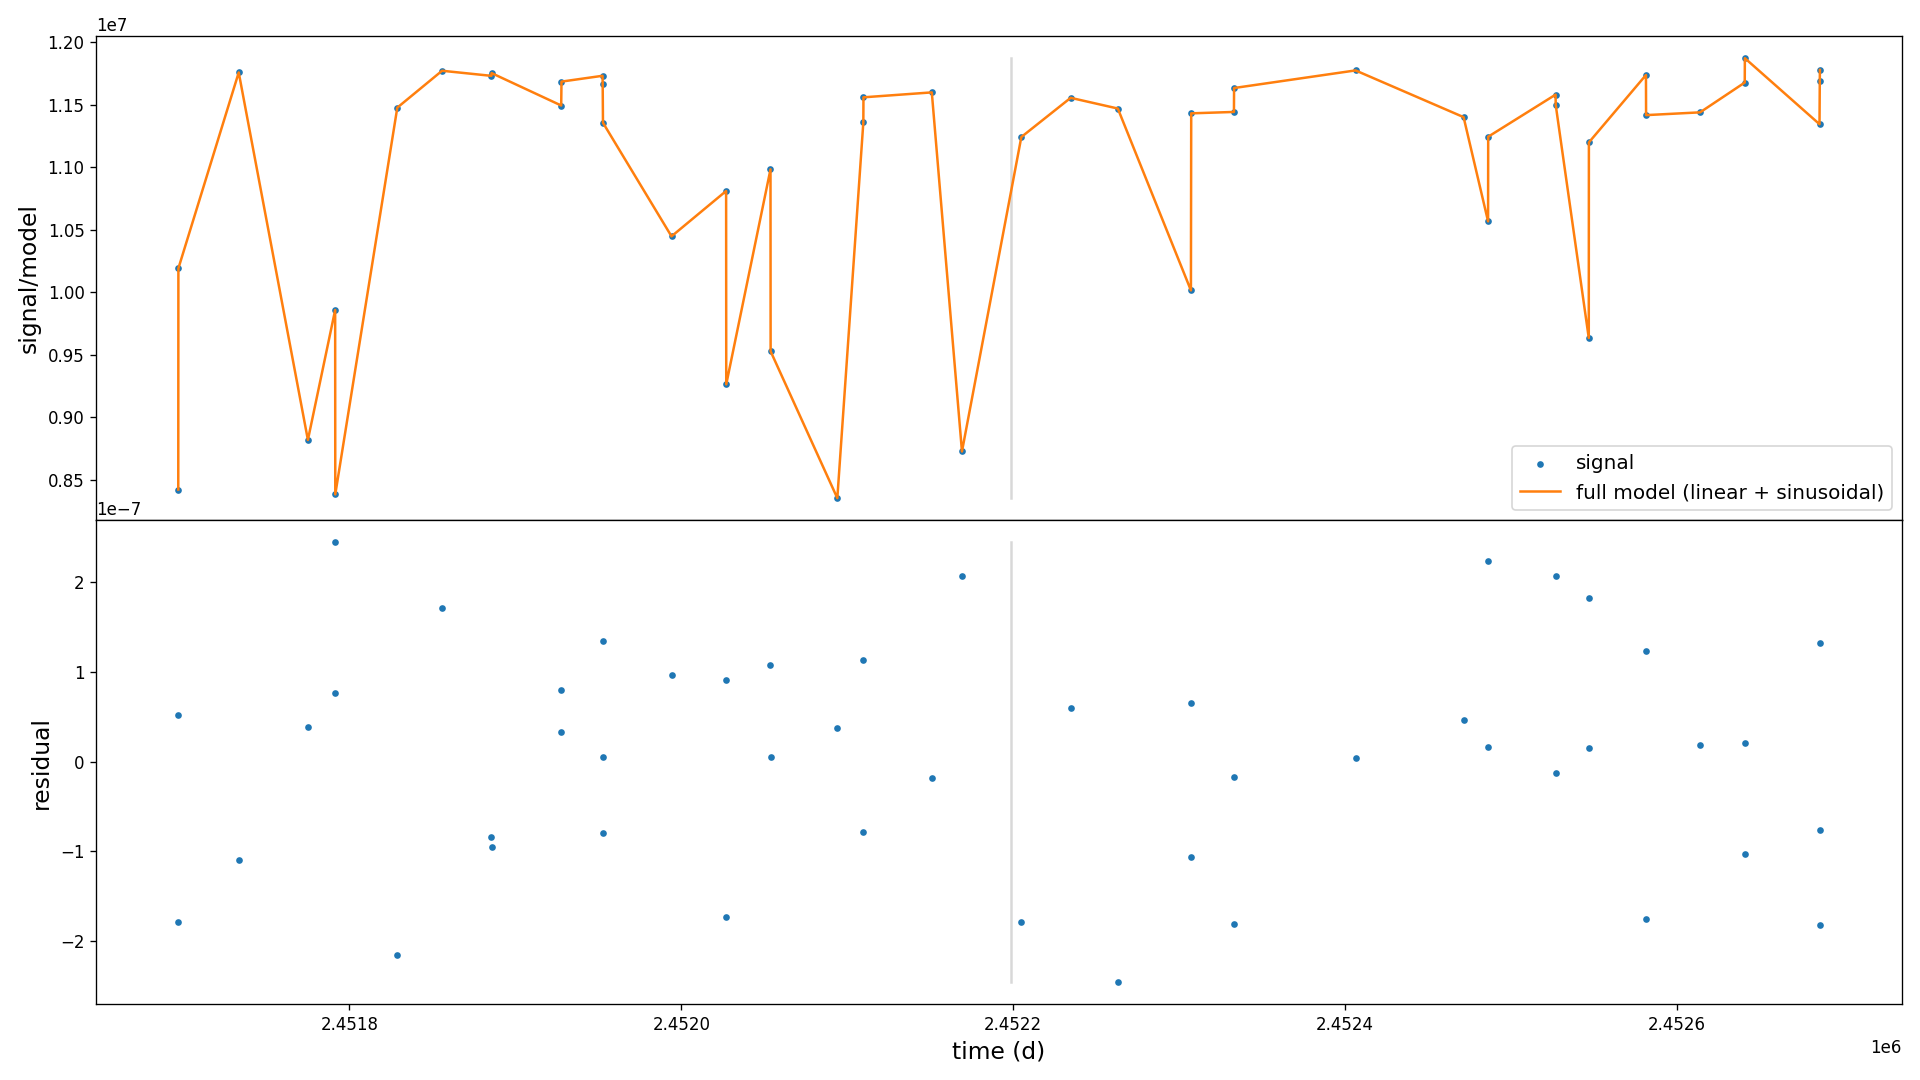 1e7
1.20
1.15
1.10
1.05
1.00
0.95
0.90
0.85
signal/model
signal
full model (linear + sinusoidal)
1e−7
2
1
0
−1
−2
residual
2.4518
2.4520
2.4522
2.4524
2.4526
1e6
time (d)